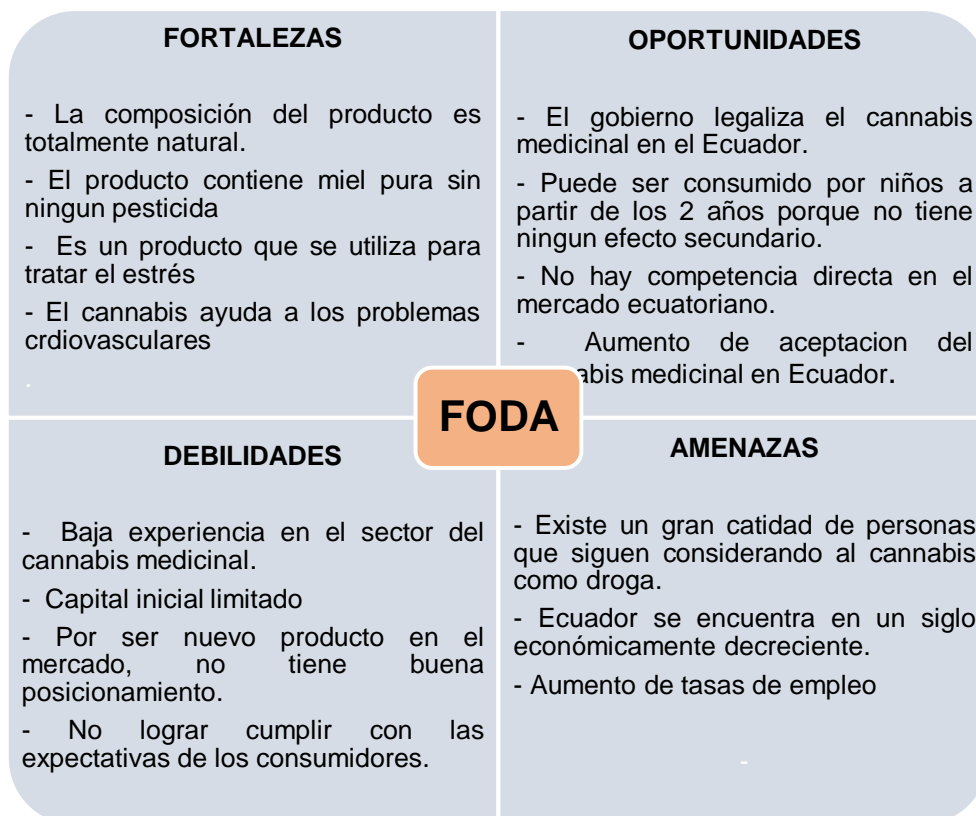 FORTALEZAS
- La composición del producto es
totalmente natural.
- El producto contiene miel pura sin
ningun pesticida
- Es un producto que se utiliza para
tratar el estrés
- El cannabis ayuda a los problemas
crdiovasculares
.
OPORTUNIDADES
- El gobierno legaliza el cannabis
medicinal en el Ecuador.
- Puede ser consumido por niños a
partir de los 2 años porque no tiene
ningun efecto secundario.
- No hay competencia directa en el
mercado ecuatoriano.
- Aumento de aceptacion del
abis medicinal en Ecuador.
FODA
DEBILIDADES
- Baja experiencia en el sector del
cannabis medicinal.
- Capital inicial limitado
- Por ser nuevo producto en el
mercado, no tiene buena
posicionamiento.
- No lograr cumplir con las
expectativas de los consumidores.
AMENAZAS
- Existe un gran catidad de personas
que siguen considerando al cannabis
como droga.
- Ecuador se encuentra en un siglo
económicamente decreciente.
- Aumento de tasas de empleo
-